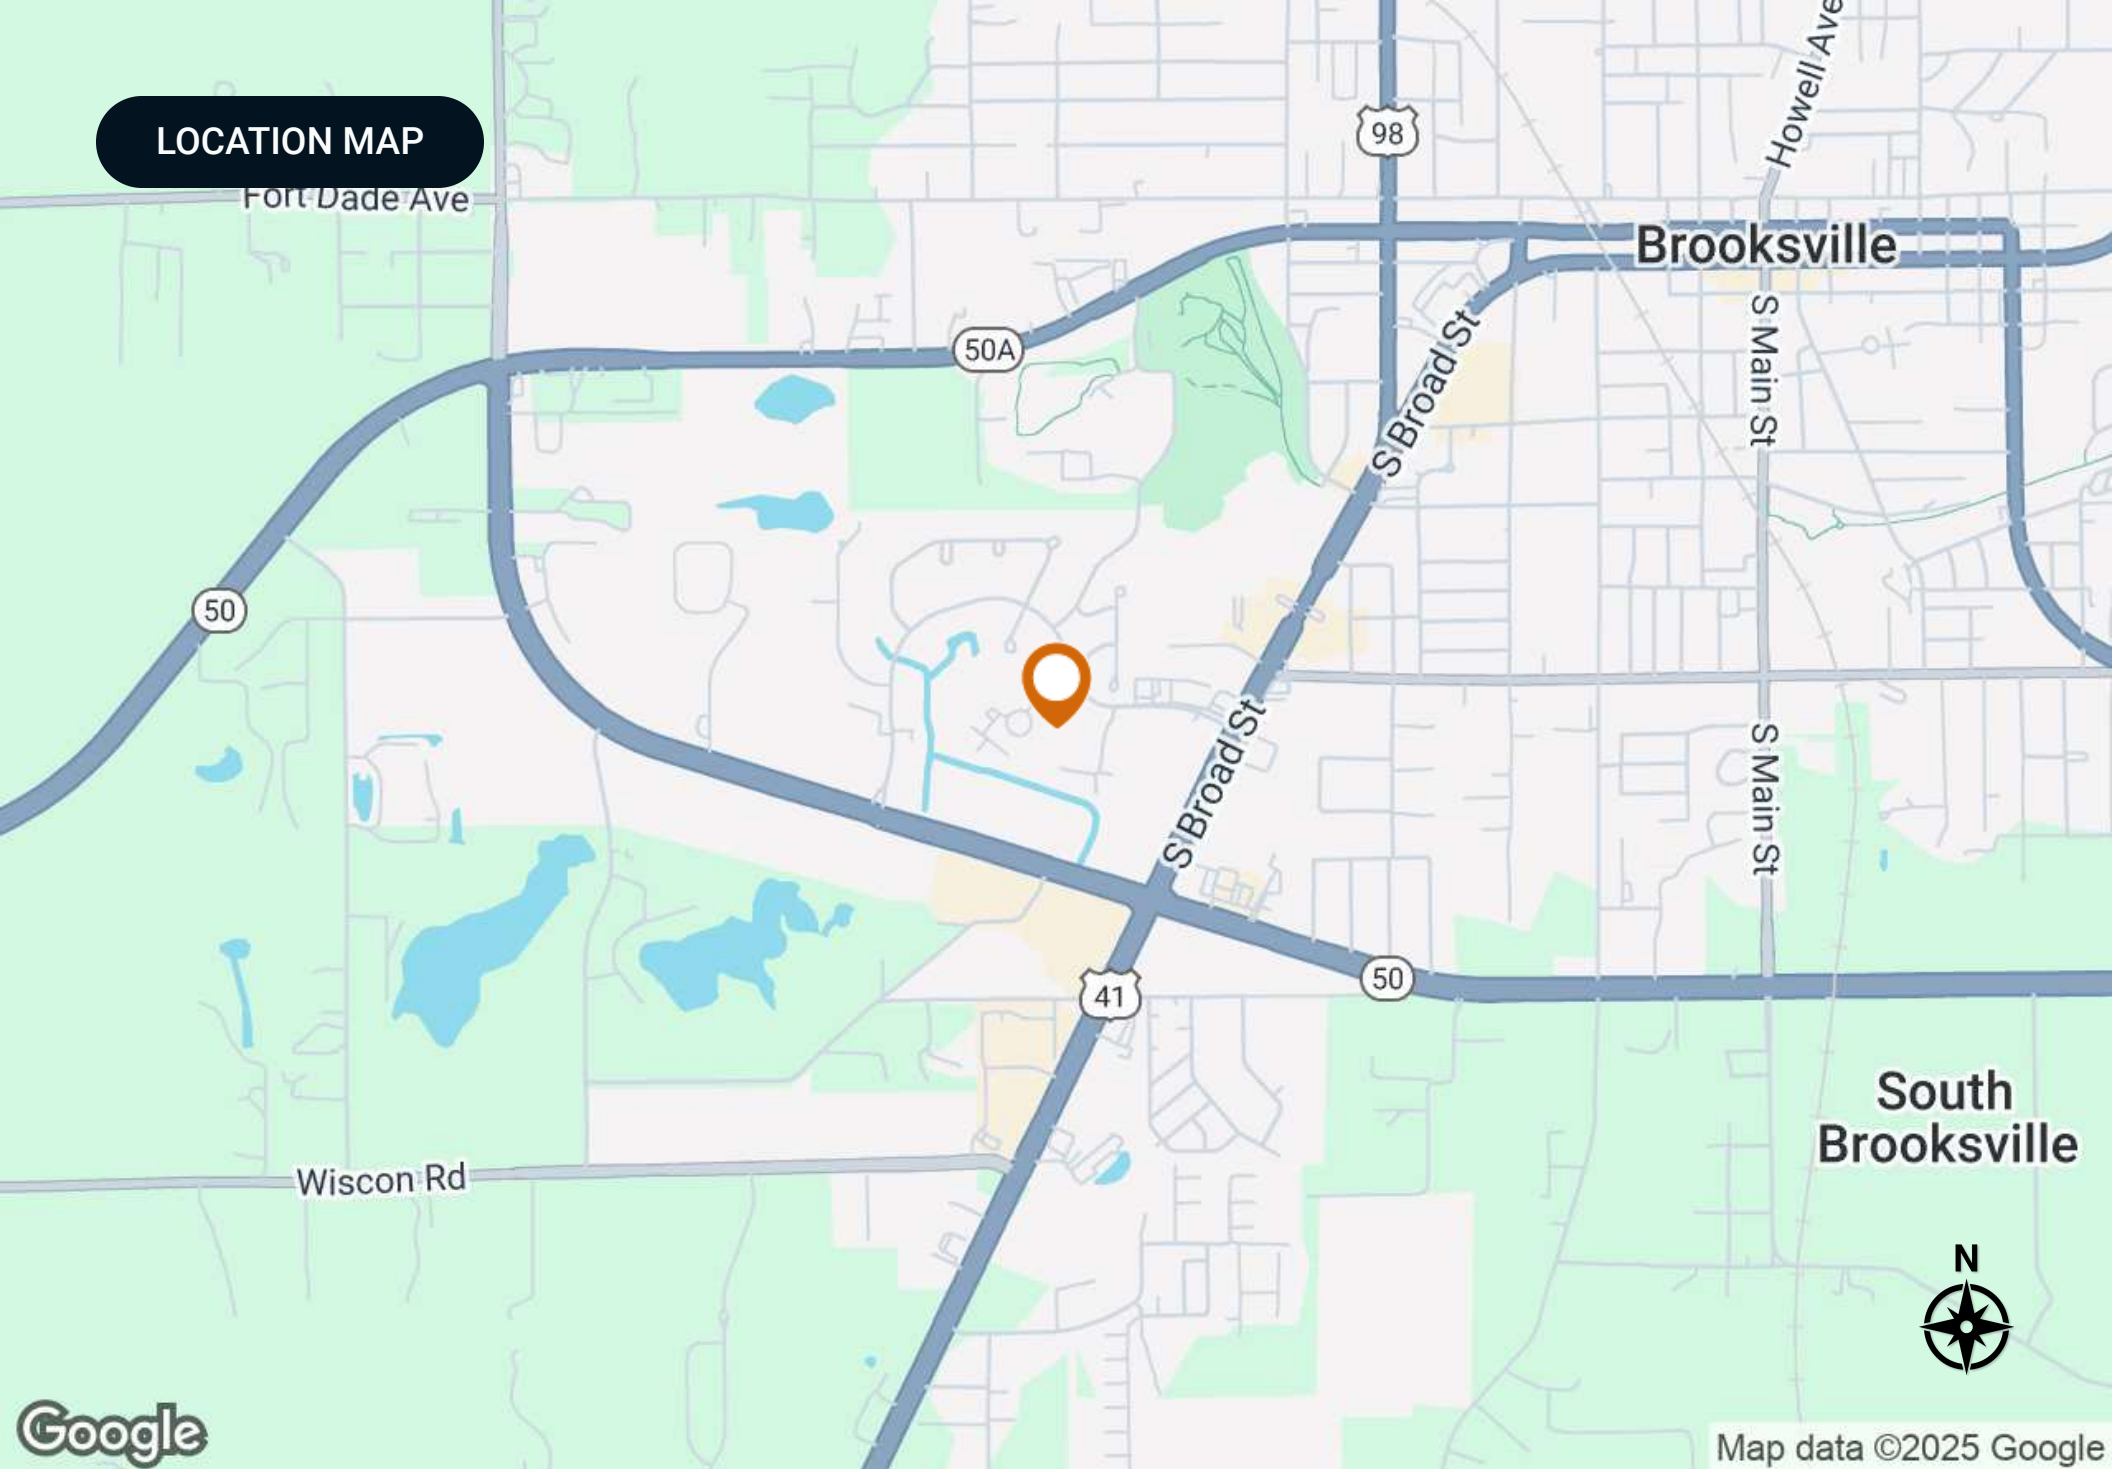 LOCATION MAP
Fort Dade Ave
98
Howell Ave
Brooksville
50A
S Broad St
S Main St
50
S Broad St
S Main St
41
50
South
Brooksville
Wiscon Rd
N
Google
Map data ©2025 Google